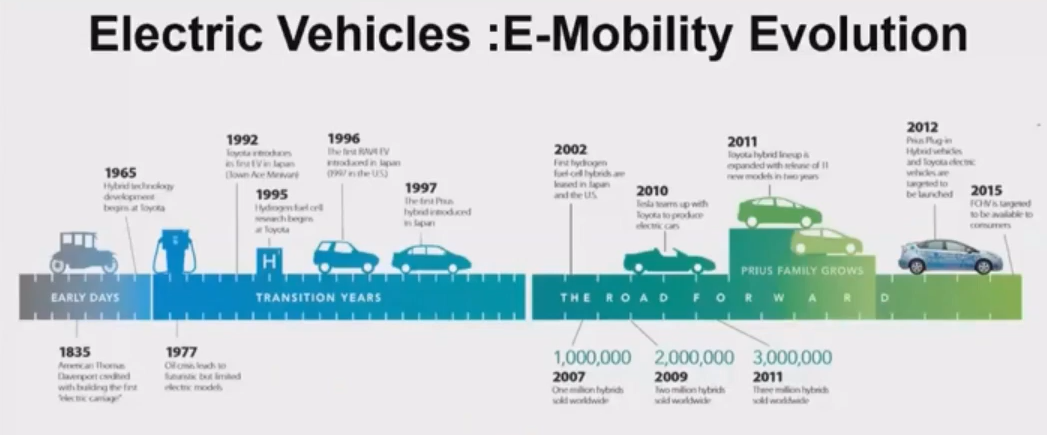 Electric Vehicles :E-Mobility Evolution
1965
Hybrid technology
development
begins at Toyota
1992
Toyota introduces
its first EV in Japan
(Town Ace Minivan)
1995
Hydrogen fuel cell
research begins
at Toyota
1996
The first RAV4 EV
introduced in Japan
(1997 in the U.S.)
1997
The first Prius
hybrid introduced
in Japan
2002
First hydrogen
fuel-cell hybrids are
leased in Japan
and the U.S.
2010
Tesla teams up with
Toyota to produce
electric cars
2011
Toyota hybrid lineup is
expanded with release of 11
new models in two years
2012
Prius Plug-in
Hybrid vehicles
and Toyota electric
vehicles are
targeted to
be launched
2015
FCHV is targeted
to be available to
consumers
H
PRIUS FAMILY GROWS
EARLY DAYS
TRANSITION YEARS
THE ROAD FORWARD
1835
American Thomas
Davenport credited
with building the first
"electric carriage"
1977
Oil crisis leads to
futuristic but limited
electric models
1,000,000
2007
One million hybrids
sold worldwide
2,000,000
2009
Two million hybrids
sold worldwide
3,000,000
2011
Three million hybrids
sold worldwide